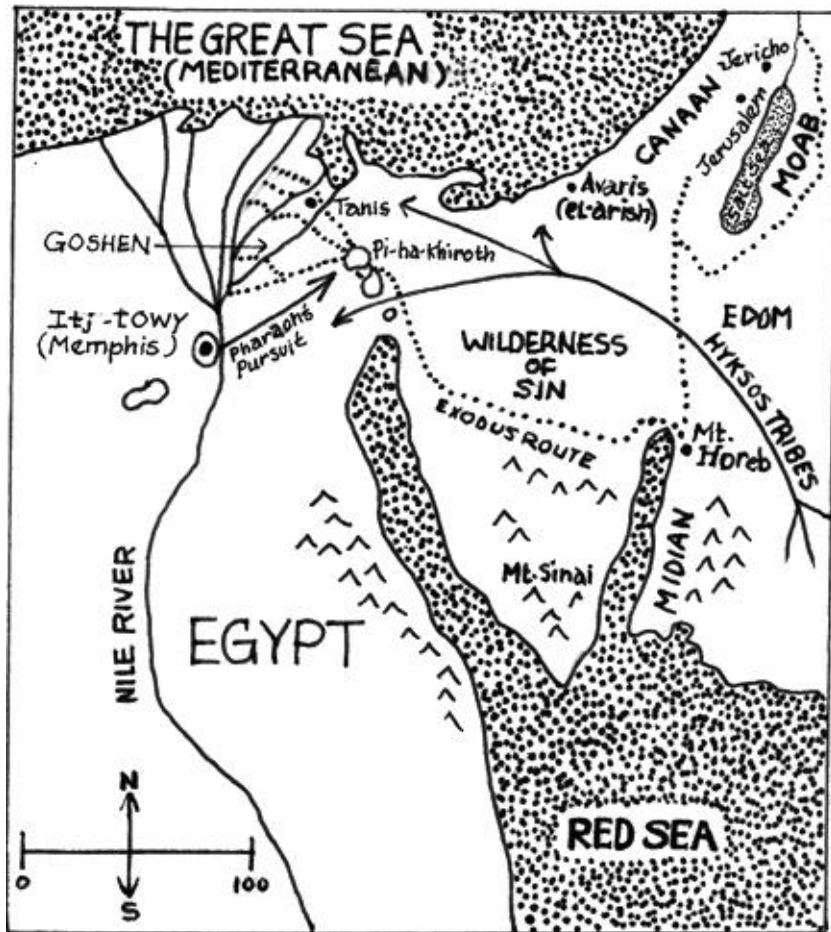 THE GREAT SEA
(MEDITERRANEAN)
Jericho
CANAAN
Jerusalem
Salt Sea
MOAB
Avaris
(el-arish)
Tanis
GOSHEN
Pi-ha-khiroth
Itj-towy
(Memphis)
Pharaoh's
Pursuit
WILDERNESS
OF
SIN
EDOM
HYKSOS TRIBES
EXODUS ROUTE
Mt.
Horeb
Mt. Sinai
MIDIAN
NILE RIVER
EGYPT
RED SEA
N
S
0
100